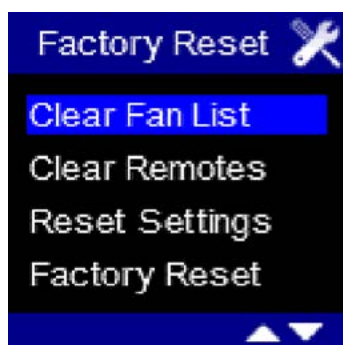 Factory Reset
Clear Fan List
Clear Remotes
Reset Settings
Factory Reset